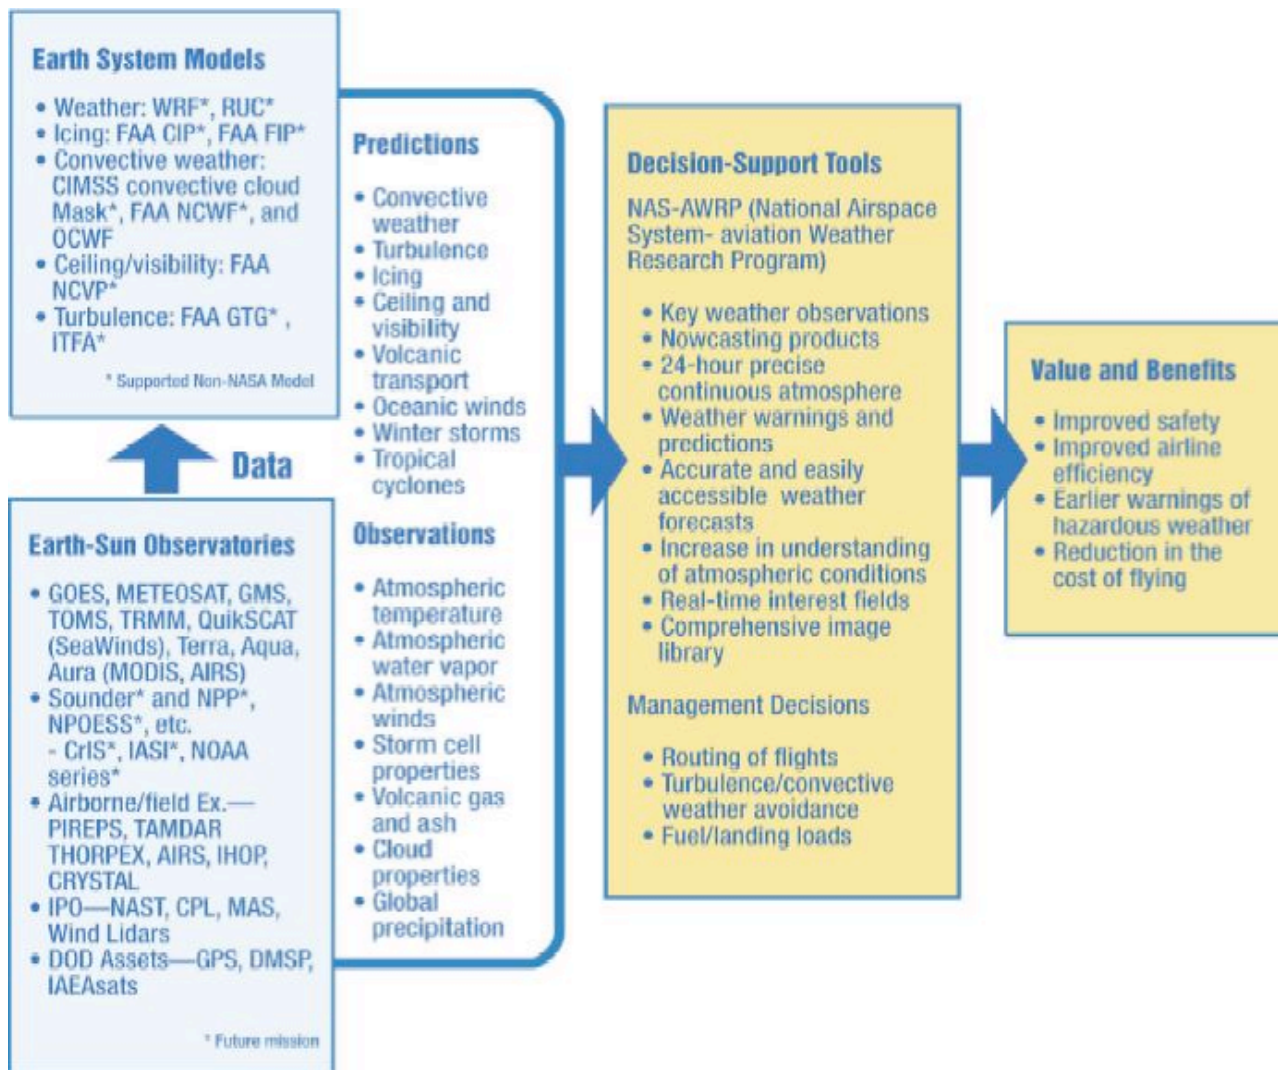 Earth System Models
• Weather: WRF*, RUC*
• Icing: FAA CIP*, FAA FIP*
• Convective weather:
CIMSS convective cloud
Mask*, FAA NCWF*, and
OCWF
• Ceiling/visibility: FAA
NCVP*
• Turbulence: FAA GTG* ,
ITFA*
* Supported Non-NASA Model
Data
Earth-Sun Observatories
• GOES, METEOSAT, GMS,
TOMS, TRMM, QuikSCAT
(SeaWinds), Terra, Aqua,
Aura (MODIS, AIRS)
• Sounder* and NPP*,
NPOESS*, etc.
- CrIS*, IASI*, NOAA
series*
• Airborne/field Ex.—
PIREPS, TAMDAR
THORPEX, AIRS, IHOP,
CRYSTAL
• IPO—NAST, CPL, MAS,
Wind Lidars
• DOD Assets—GPS, DMSP,
IAEAsats
* Future mission
Predictions
• Convective
weather
• Turbulence
• Icing
• Ceiling and
visibility
• Volcanic
transport
• Oceanic winds
• Winter storms
• Tropical
cyclones
Observations
• Atmospheric
temperature
• Atmospheric
water vapor
• Atmospheric
winds
• Storm cell
properties
• Volcanic gas
and ash
• Cloud
properties
• Global
precipitation
Decision-Support Tools
NAS-AWRP (National Airspace
System- aviation Weather
Research Program)
• Key weather observations
• Nowcasting products
• 24-hour precise
continuous atmosphere
• Weather warnings and
predictions
• Accurate and easily
accessible weather
forecasts
• Increase in understanding
of atmospheric conditions
• Real-time interest fields
• Comprehensive image
library
Management Decisions
• Routing of flights
• Turbulence/convective
weather avoidance
• Fuel/landing loads
Value and Benefits
• Improved safety
• Improved airline
efficiency
• Earlier warnings of
hazardous weather
• Reduction in the
cost of flying